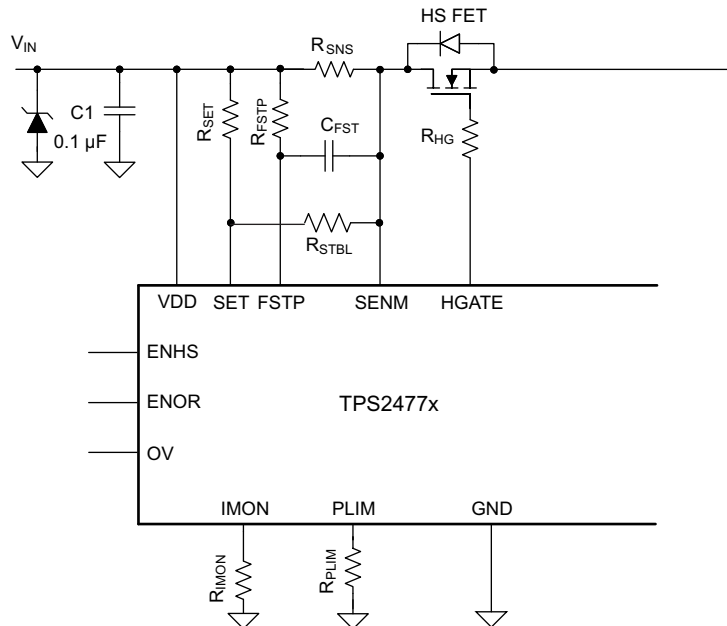 HS FET
VIN
RSNS
C1
0.1 µF
RSET
RFSTP
CFST
RHG
RSTBL
VDD
SET
FSTP
SENM
HGATE
ENHS
ENOR
TPS2477x
OV
IMON
PLIM
GND
RIMON
RPLIM